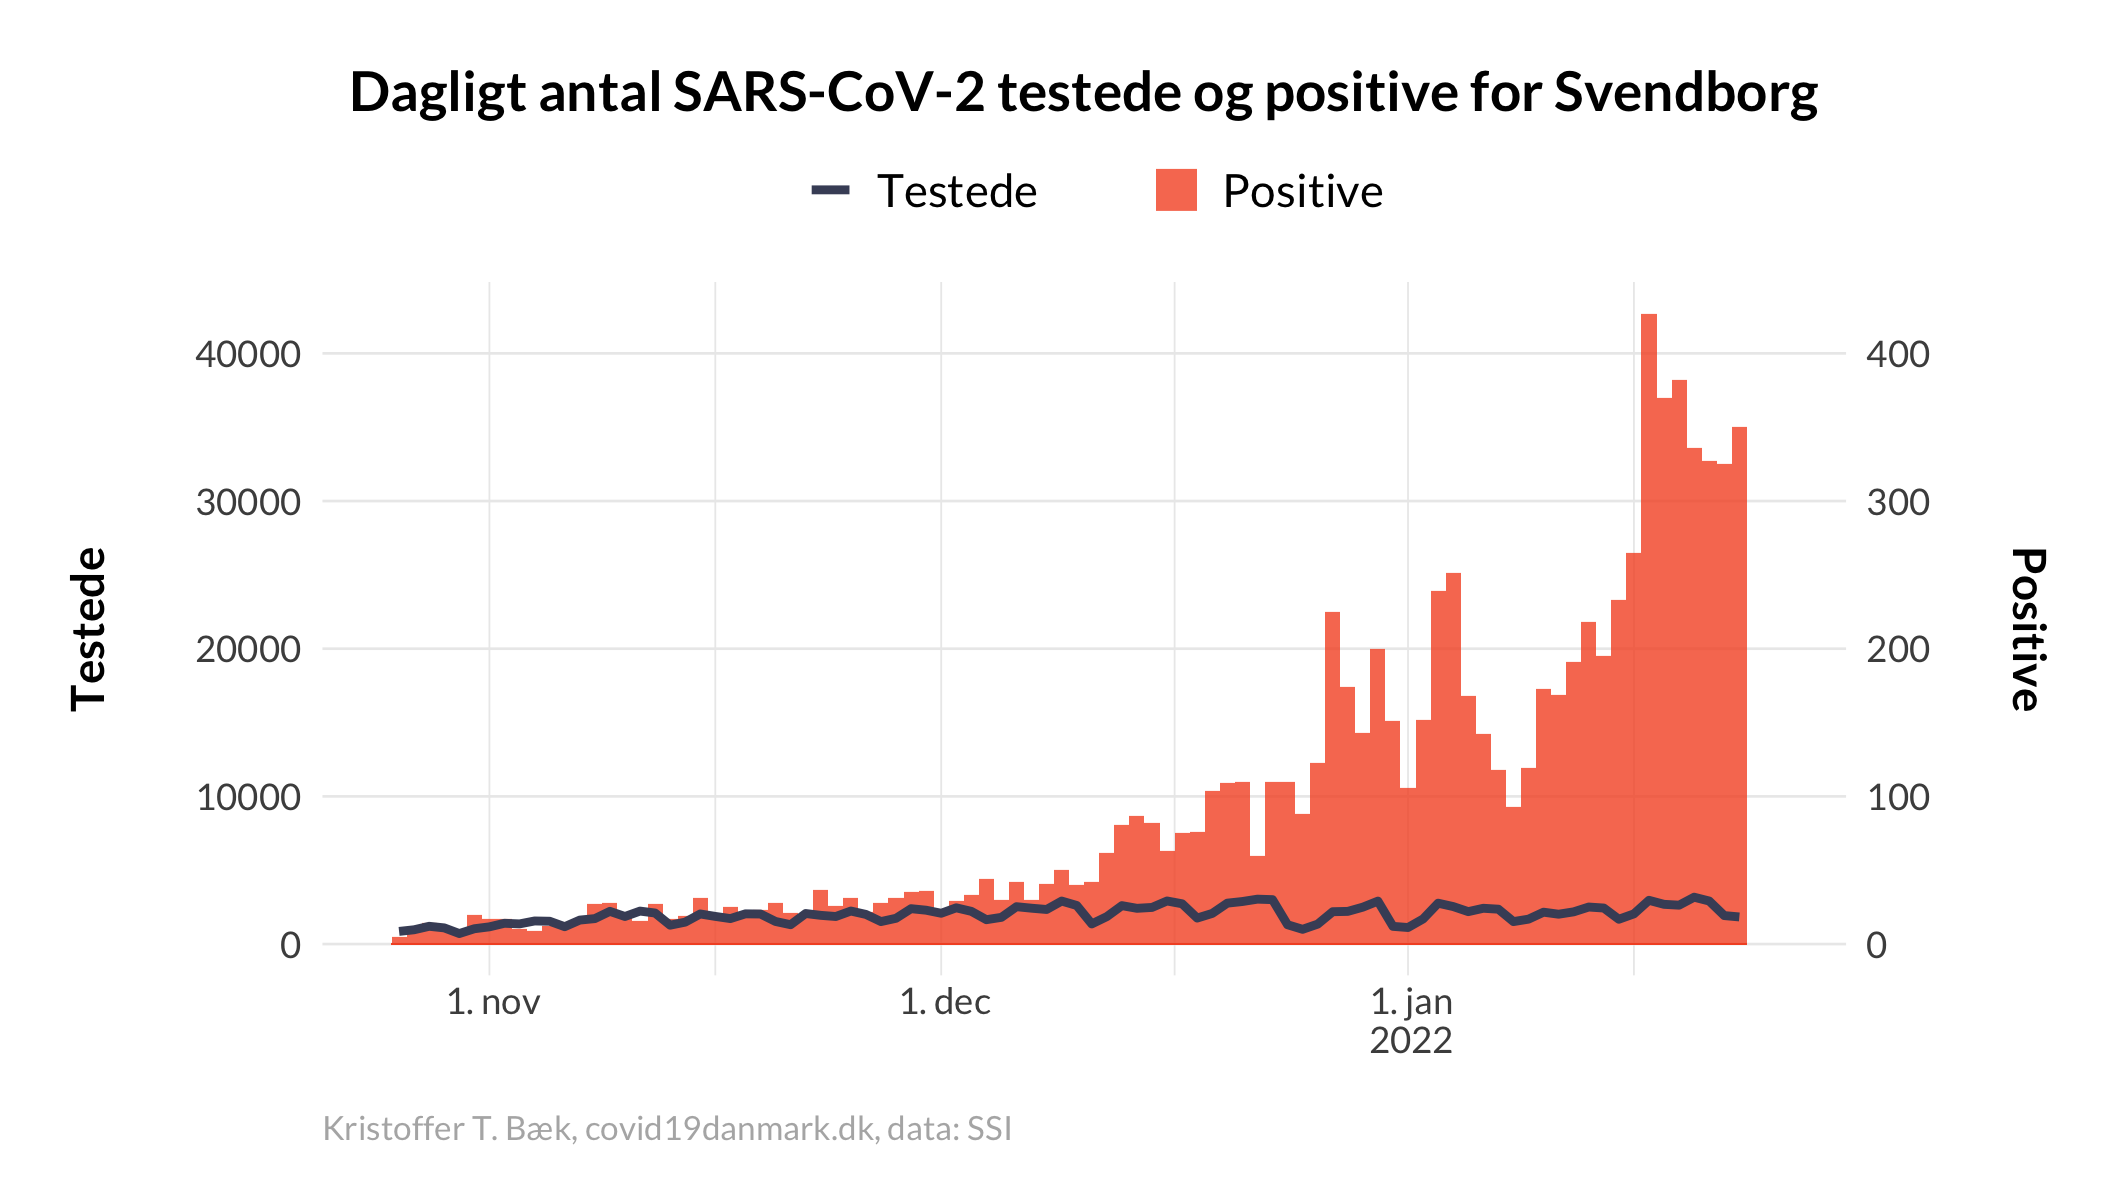 Dagligt antal SARS-CoV-2 testede og positive for Svendborg
Testede
Positive
40000
30000
20000
10000
0
Testede
400
300
200
100
0
Positive
1. nov
1. dec
1. jan
2022
Kristoffer T. Bæk, covid19danmark.dk, data: SSI